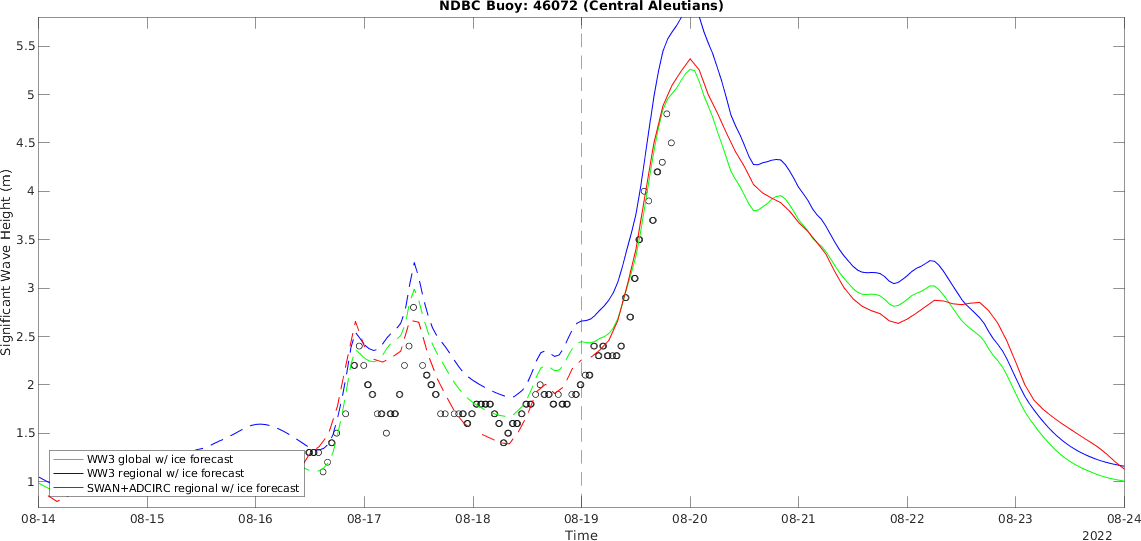 NDBC Buoy: 46072 (Central Aleutians)
5.5
5
4.5
4
3.5
3
2.5
2
1.5
1
Significant Wave Height (m)
WW3 global w/ ice forecast
WW3 regional w/ ice forecast
SWAN+ADCIRC regional w/ ice forecast
08-14 08-15 08-16 08-17 08-18 08-19 08-20 08-21 08-22 08-23 08-24
Time
2022